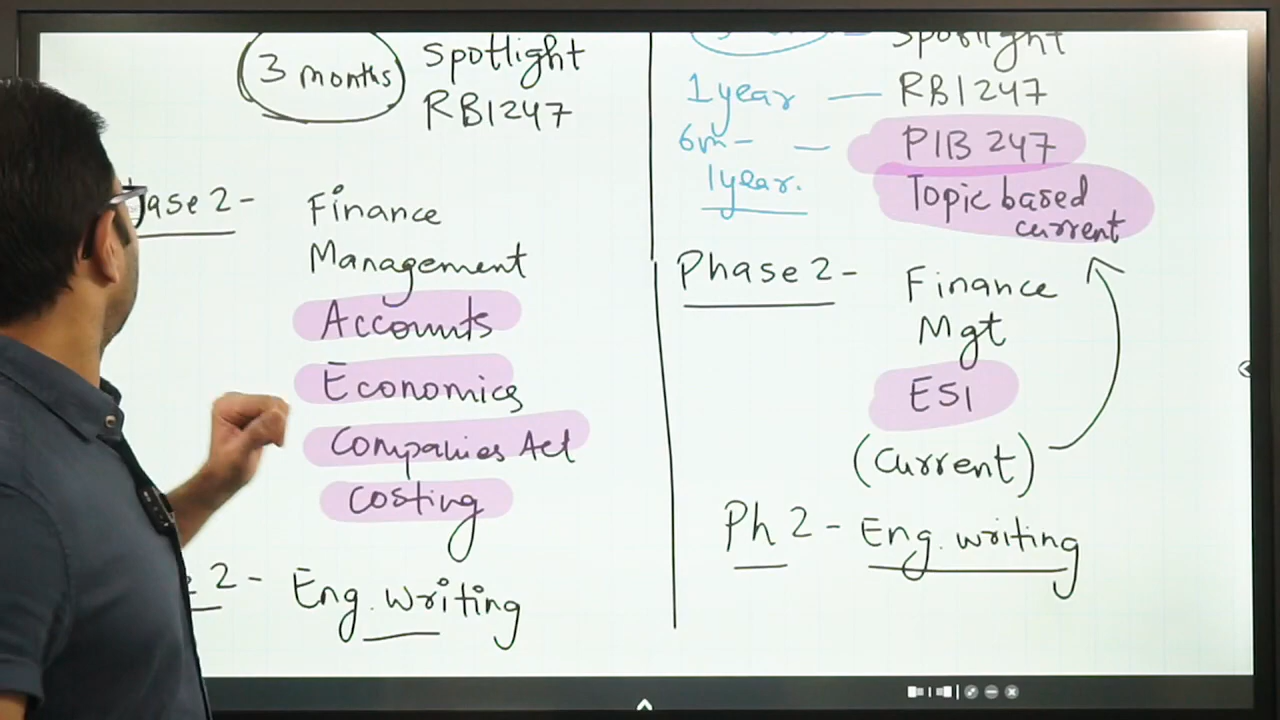 3 months
Spotlight
RB1247
Phase 2 -
Finance
Management
Accounts
Economics
Companies Act
Costing
2 -
Eng. writing
Spotlight
1 year — RB1247
6m - — PIB 247
1 year.
Topic based
current
Phase 2 -
Finance
Mgt
ESI
(Current)
Ph 2 - Eng. writing